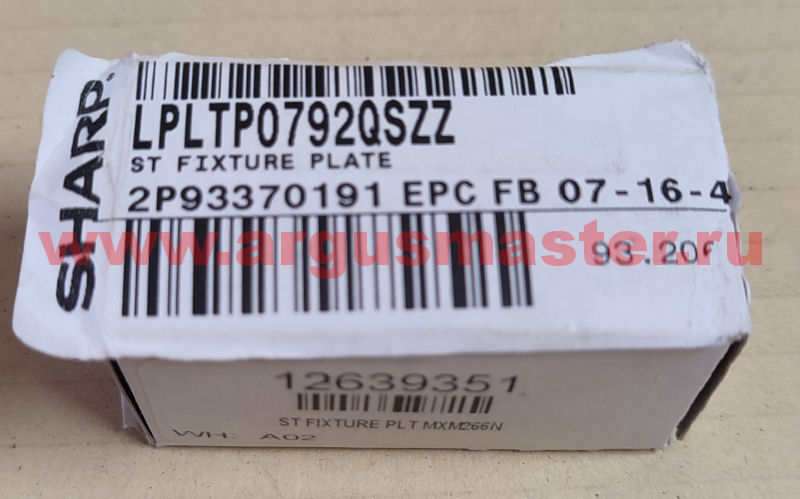 SHARP.
LPLTP0792QSZZ
ST FIXTURE PLATE
2P93370191 EPC FB 07-16-4
www.argusmaster.ru
93.20
12639351
ST FIXTURE PLT MXM266N
WH: A02